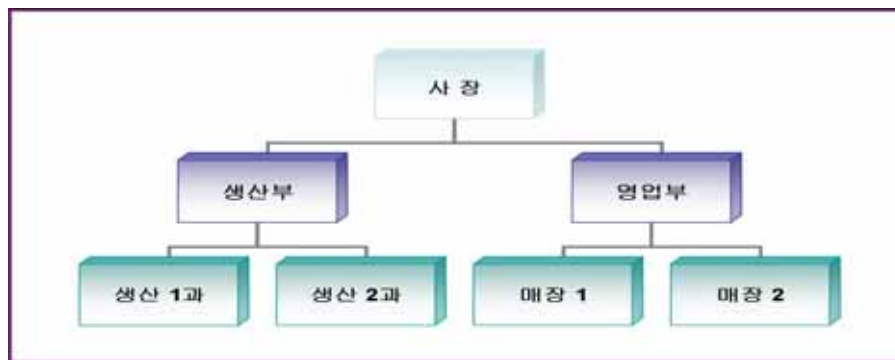 사 장
생산부 영업부
생산 1과 생산 2과 매장 1 매장 2